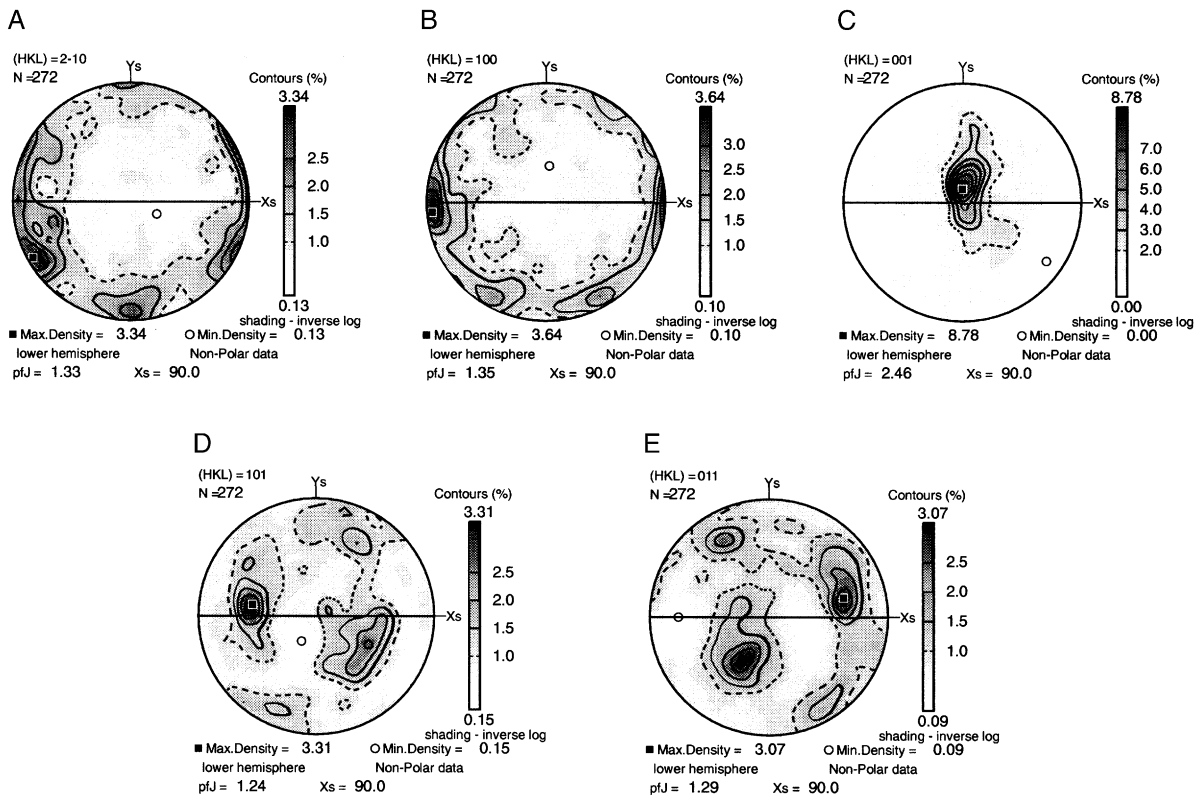 A
(HKL) = 2-10
N =272
Ys
Xs
Contours (%)
3.34
2.5
2.0
1.5
1.0
0.13
shading - inverse log
■ Max.Density = 3.34 ○ Min.Density = 0.13
lower hemisphere Non-Polar data
pfJ = 1.33 Xs = 90.0
B
(HKL) = 100
N =272
Ys
Xs
Contours (%)
3.64
3.0
2.5
2.0
1.5
1.0
0.10
shading - inverse log
■ Max.Density = 3.64 ○ Min.Density = 0.10
lower hemisphere Non-Polar data
pfJ = 1.35 Xs = 90.0
C
(HKL) = 001
N =272
Ys
Xs
Contours (%)
8.78
7.0
6.0
5.0
4.0
3.0
2.0
0.00
shading - inverse log
■ Max.Density = 8.78 ○ Min.Density = 0.00
lower hemisphere Non-Polar data
pfJ = 2.46 Xs = 90.0
D
(HKL) = 101
N =272
Ys
Xs
Contours (%)
3.31
2.5
2.0
1.5
1.0
0.15
shading - inverse log
■ Max.Density = 3.31 ○ Min.Density = 0.15
lower hemisphere Non-Polar data
pfJ = 1.24 Xs = 90.0
E
(HKL) = 011
N =272
Ys
Xs
Contours (%)
3.07
2.5
2.0
1.5
1.0
0.09
shading - inverse log
■ Max.Density = 3.07 ○ Min.Density = 0.09
lower hemisphere Non-Polar data
pfJ = 1.29 Xs = 90.0